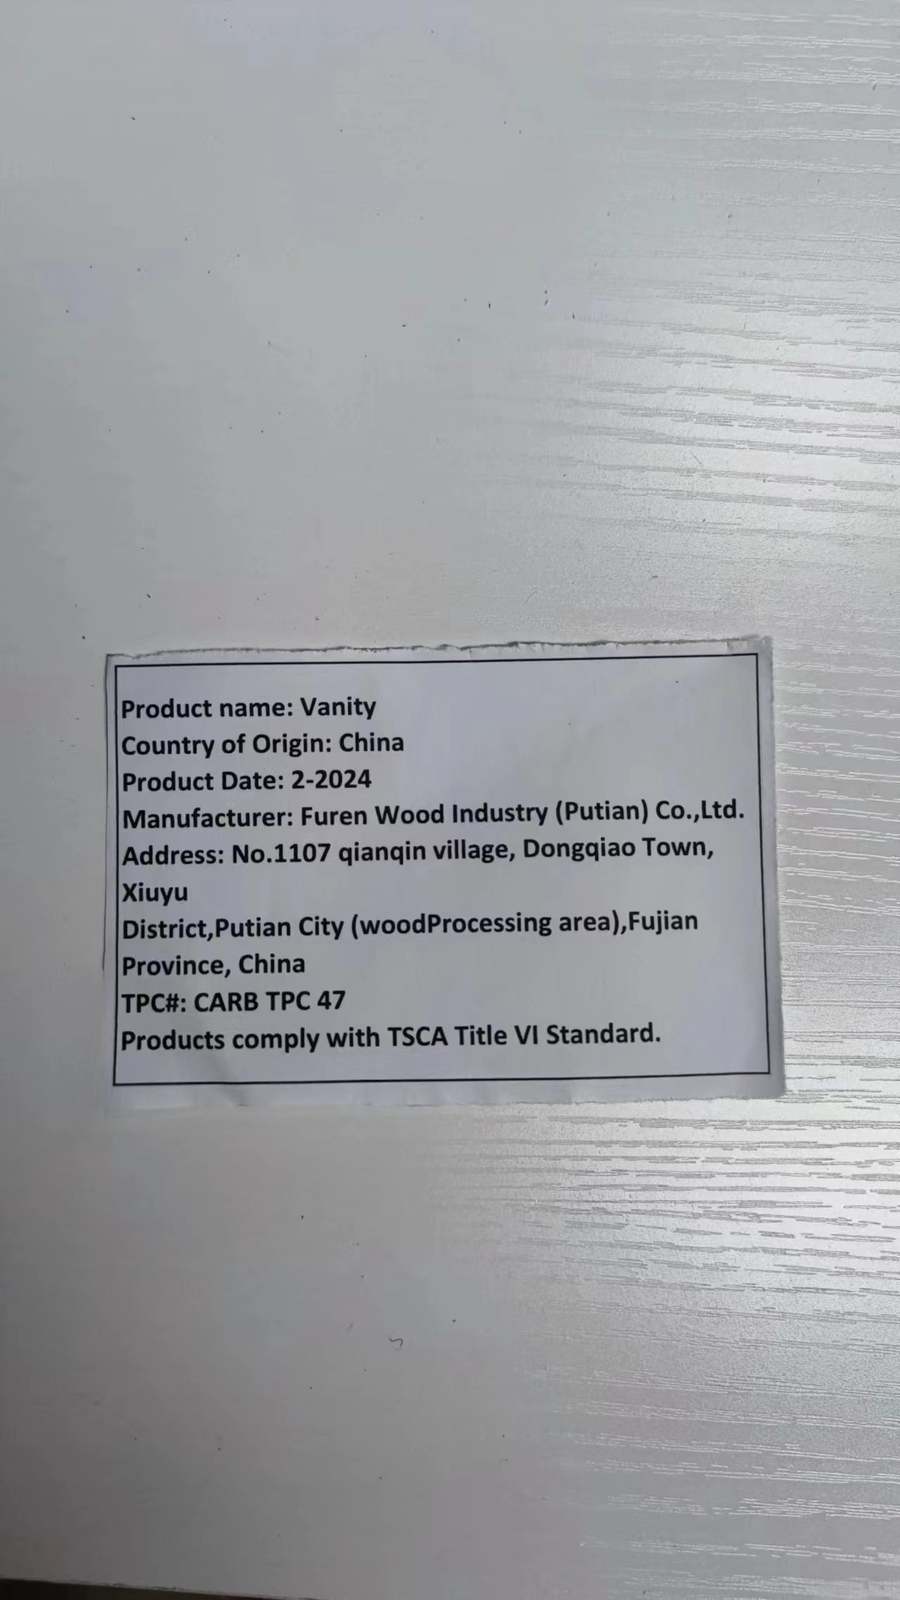 Product name: Vanity
Country of Origin: China
Product Date: 2-2024
Manufacturer: Furen Wood Industry (Putian) Co.,Ltd.
Address: No.1107 qianqin village, Dongqiao Town,
Xiuyu
District,Putian City (woodProcessing area),Fujian
Province, China
TPC#: CARB TPC 47
Products comply with TSCA Title VI Standard.